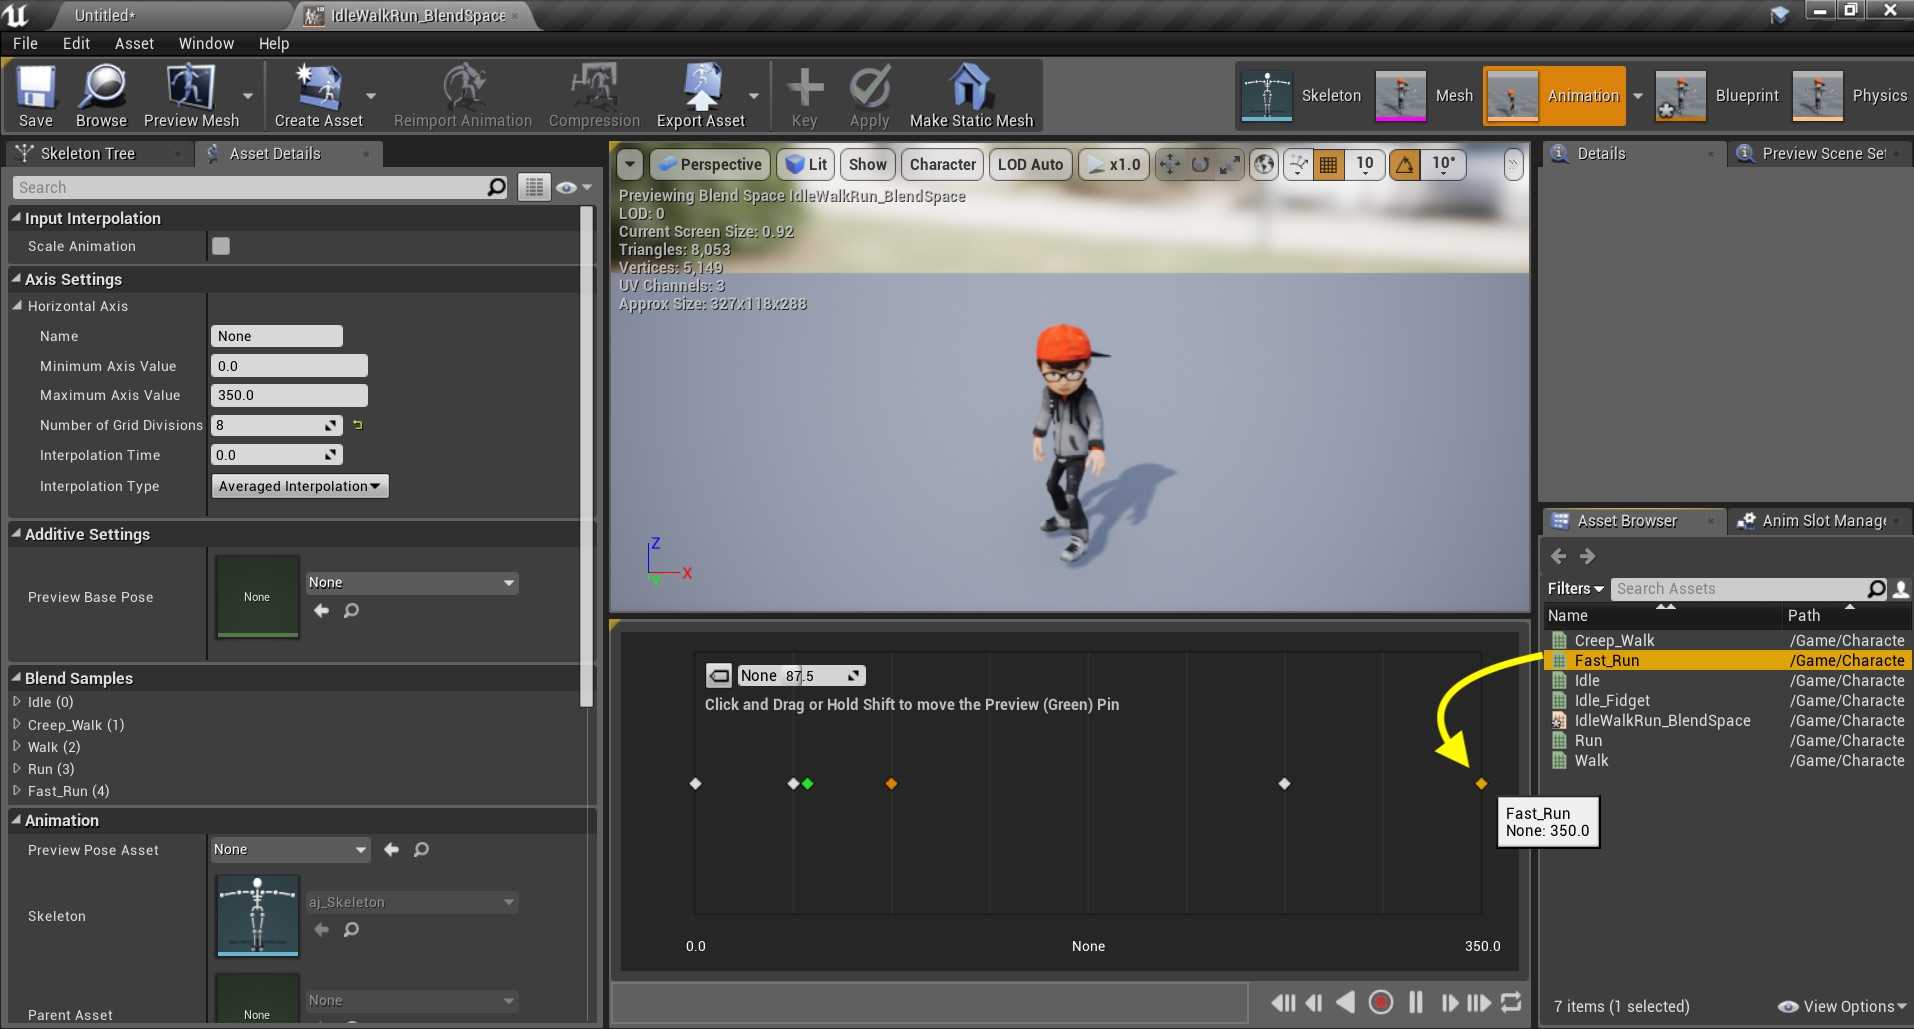 Untitled*
IdleWalkRun_BlendSpace
File Edit Asset Window Help
Save Browse Preview Mesh Create Asset Reimport Animation Compression Export Asset Key Apply Make Static Mesh
Skeleton Mesh Animation Blueprint Physics
Skeleton Tree
Asset Details
Search
Input Interpolation
Scale Animation
Axis Settings
Horizontal Axis
Name None
Minimum Axis Value 0.0
Maximum Axis Value 350.0
Number of Grid Divisions 8
Interpolation Time 0.0
Interpolation Type Averaged Interpolation
Additive Settings
Preview Base Pose None None
Blend Samples
Idle (0)
Creep_Walk (1)
Walk (2)
Run (3)
Fast_Run (4)
Animation
Preview Pose Asset None
Skeleton aj_Skeleton
Parent Asset None None
Perspective Lit Show Character LOD Auto x1.0 10 10°
Previewing Blend Space IdleWalkRun_BlendSpace
LOD: 0
Current Screen Size: 0.92
Triangles: 8,053
Vertices: 5,149
UV Channels: 3
Approx Size: 327x118x288
Z
X
Y
None 87.5
Click and Drag or Hold Shift to move the Preview (Green) Pin
Fast_Run
None: 350.0
0.0 None 350.0
Details
Preview Scene Set
Asset Browser
Anim Slot Manage
Filters Search Assets
Name Path
Creep_Walk /Game/Characte
Fast_Run /Game/Characte
Idle /Game/Characte
Idle_Fidget /Game/Characte
IdleWalkRun_BlendSpace /Game/Characte
Run /Game/Characte
Walk /Game/Characte
7 items (1 selected) View Options